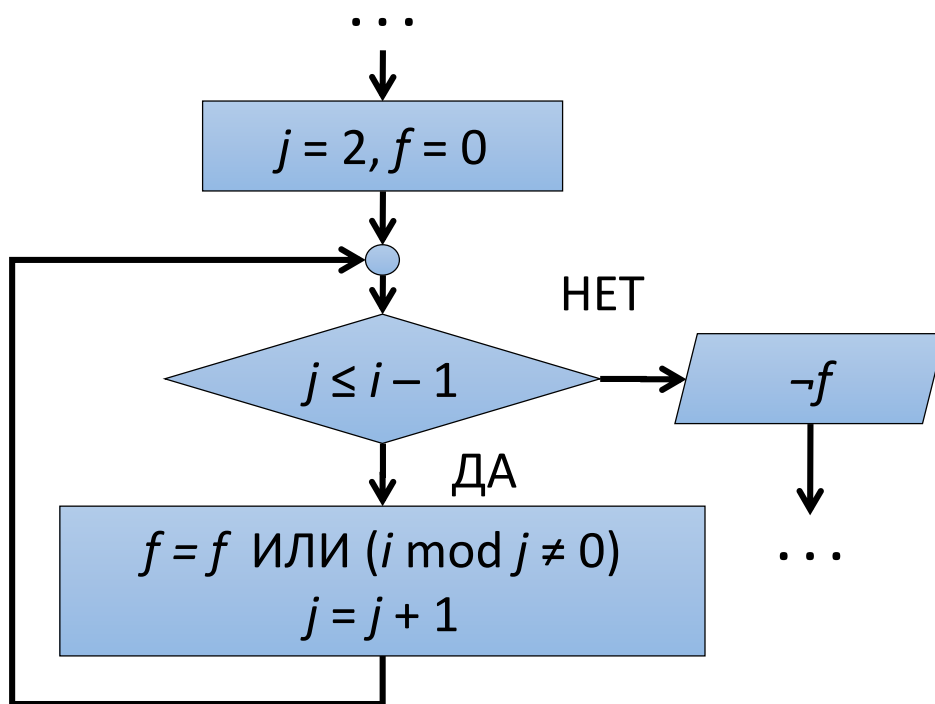 . . .
j = 2, f = 0
НЕТ
j ≤ i – 1
¬f
ДА
f = f ИЛИ (i mod j ≠ 0)
j = j + 1
. . .